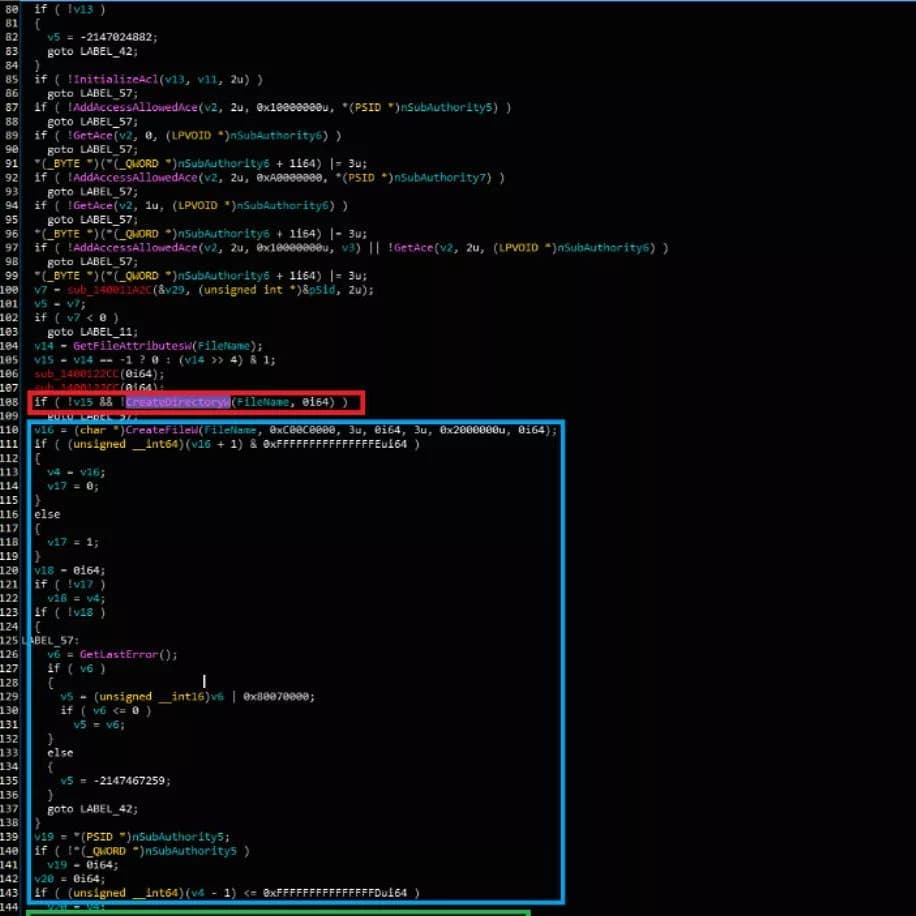 80 if ( !v13 )
81 {
82 v5 = -2147024882;
83 goto LABEL_42;
84 }
85 if ( !InitializeAcl(v13, v11, 2u) )
86 goto LABEL_57;
87 if ( !AddAccessAllowedAce(v2, 2u, 0x10000000u, *(PSID *)nSubAuthority5) )
88 goto LABEL_57;
89 if ( !GetAce(v2, 0, (LPVOID *)nSubAuthority6) )
90 goto LABEL_57;
91 *(_BYTE *)(*(_QWORD *)nSubAuthority6 + 1i64) |= 3u;
92 if ( !AddAccessAllowedAce(v2, 2u, 0xA0000000, *(PSID *)nSubAuthority7) )
93 goto LABEL_57;
94 if ( !GetAce(v2, 1u, (LPVOID *)nSubAuthority6) )
95 goto LABEL_57;
96 *(_BYTE *)(*(_QWORD *)nSubAuthority6 + 1i64) |= 3u;
97 if ( !AddAccessAllowedAce(v2, 2u, 0x10000000u, v3) || !GetAce(v2, 2u, (LPVOID *)nSubAuthority6) )
98 goto LABEL_57;
99 *(_BYTE *)(*(_QWORD *)nSubAuthority6 + 1i64) |= 3u;
100 v7 = sub_140011A2C(&v29, (unsigned int *)&pSid, 2u);
101 v5 = v7;
102 if ( v7 < 0 )
103 goto LABEL_11;
104 v14 = GetFileAttributesW(FileName);
105 v15 = v14 == -1 ? 0 : (v14 >> 4) & 1;
106 sub_1400122CC(0i64);
107 sub_1400122CC(0i64);
108 if ( !v15 && !CreateDirectoryW(FileName, 0i64) )
109 goto LABEL_57;
110 v16 = (char *)CreateFileW(FileName, 0xC00C0000, 3u, 0i64, 3u, 0x2000000u, 0i64);
111 if ( (unsigned __int64)(v16 + 1) & 0xFFFFFFFFFFFFFFFEui64 )
112 {
113 v4 = v16;
114 v17 = 0;
115 }
116 else
117 {
118 v17 = 1;
119 }
120 v18 = 0i64;
121 if ( !v17 )
122 v18 = v4;
123 if ( !v18 )
124 {
125 LABEL_57:
126 v6 = GetLastError();
127 if ( v6 )
128 {
129 v5 = (unsigned __int16)v6 | 0x80070000;
130 if ( v6 <= 0 )
131 v5 = v6;
132 }
133 else
134 {
135 v5 = -2147467259;
136 }
137 goto LABEL_42;
138 }
139 v19 = *(PSID *)nSubAuthority5;
140 if ( !*(_QWORD *)nSubAuthority5 )
141 v19 = 0i64;
142 v20 = 0i64;
143 if ( (unsigned __int64)(v4 - 1) <= 0xFFFFFFFFFFFFFFFDui64 )
144 v20 = v4;